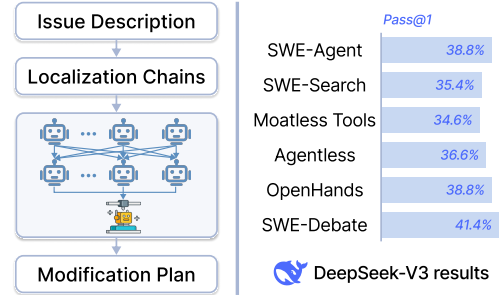 Issue Description
Localization Chains
Modification Plan
Pass@1
SWE-Agent 38.8%
SWE-Search 35.4%
Moatless Tools 34.6%
Agentless 36.6%
OpenHands 38.8%
SWE-Debate 41.4%
DeepSeek-V3 results